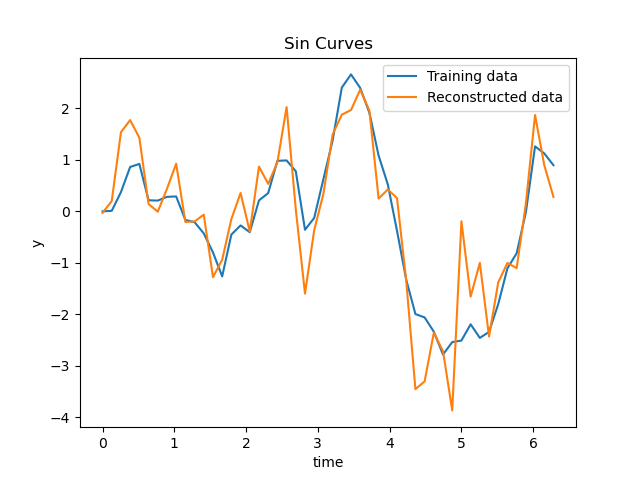 Sin Curves
Training data
Reconstructed data
y
2
1
0
−1
−2
−3
−4
0 1 2 3 4 5 6
time